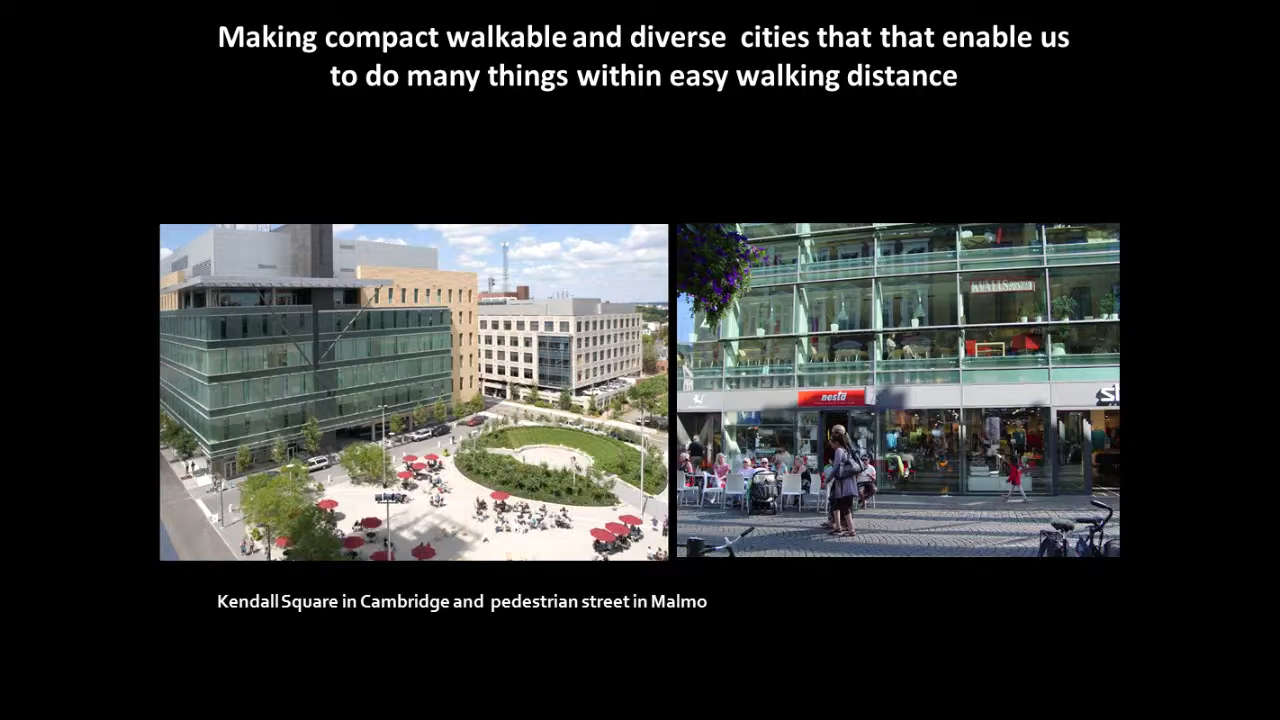 Making compact walkable and diverse cities that that enable us
to do many things within easy walking distance
nesta
Kendall Square in Cambridge and pedestrian street in Malmo